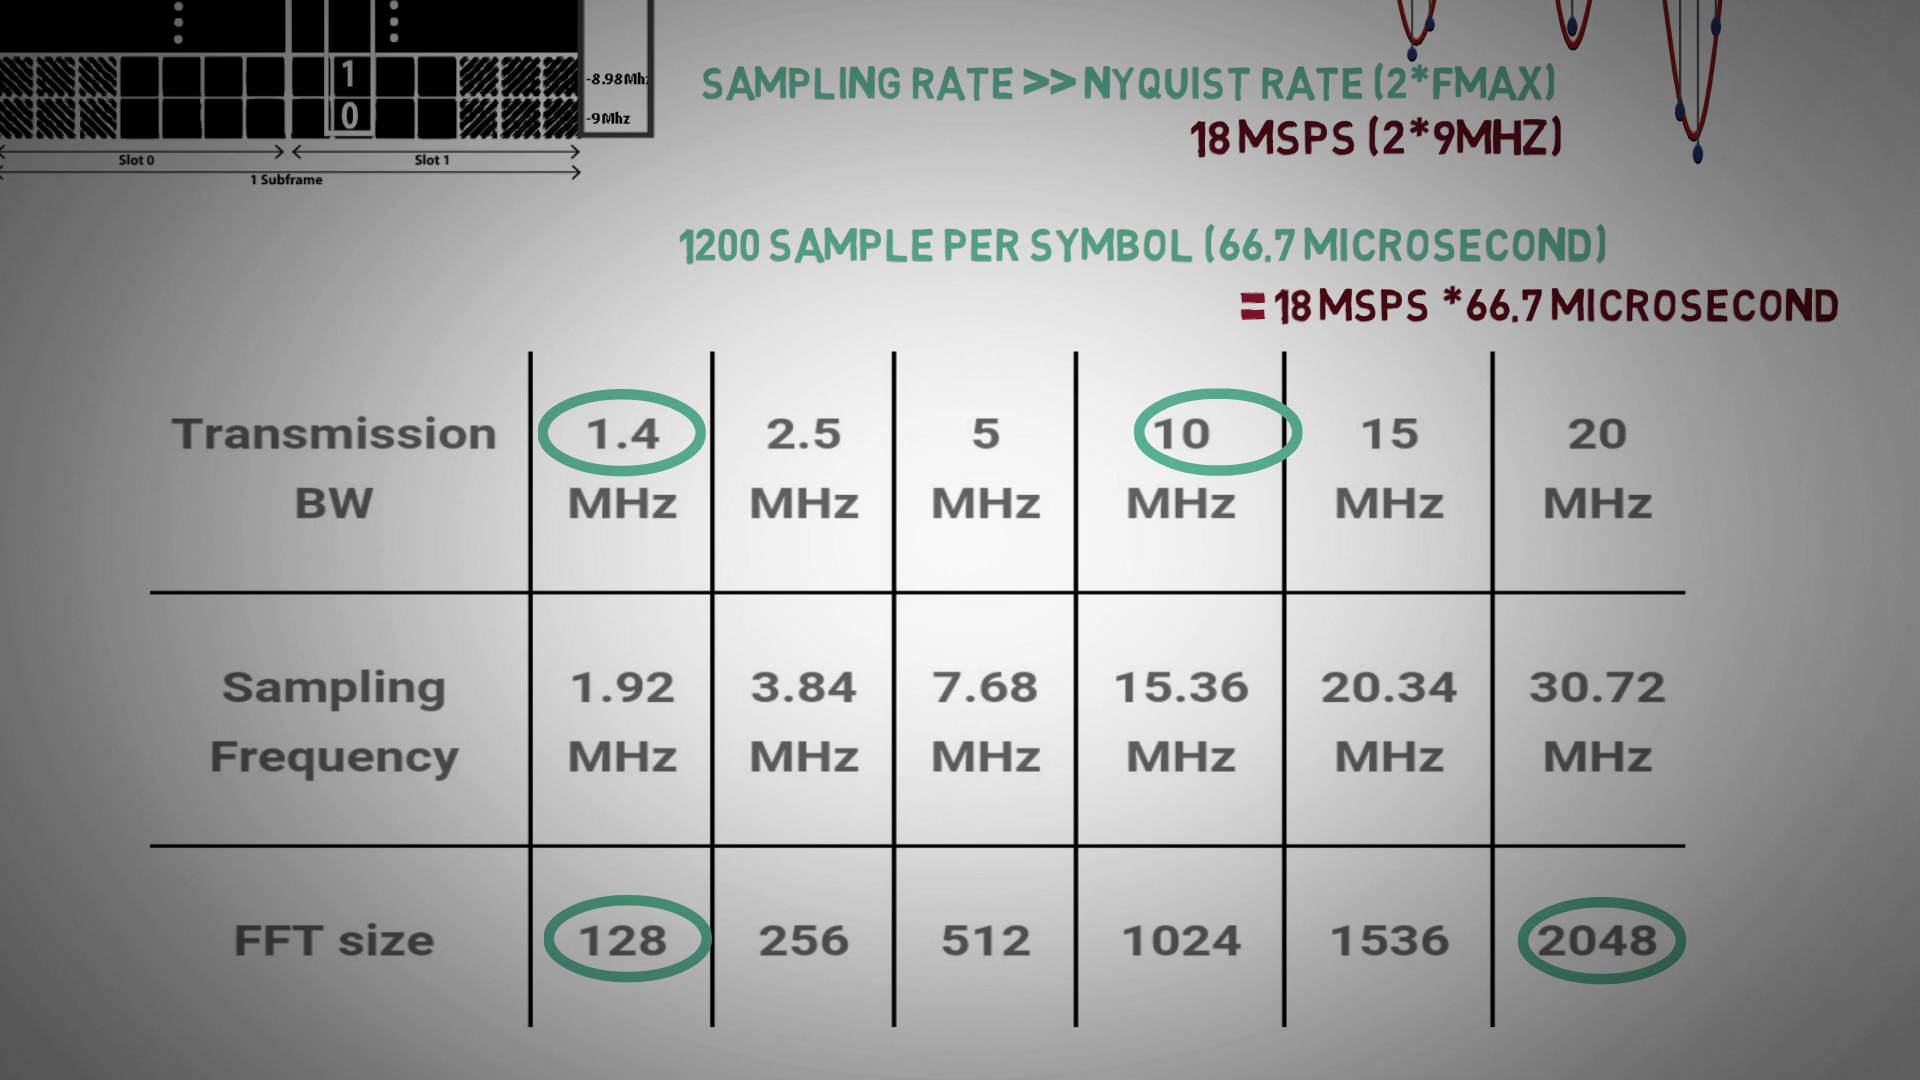 1
0
-8.98Mhz
-9Mhz
Slot 0
Slot 1
1 Subframe
SAMPLING RATE >> NYQUIST RATE (2*FMAX)
18 MSPS (2*9MHZ)
1200 SAMPLE PER SYMBOL (66.7 MICROSECOND)
= 18 MSPS *66.7 MICROSECOND
Transmission BW 1.4 MHz 2.5 MHz 5 MHz 10 MHz 15 MHz 20 MHz
Sampling Frequency 1.92 MHz 3.84 MHz 7.68 MHz 15.36 MHz 20.34 MHz 30.72 MHz
FFT size 128 256 512 1024 1536 2048